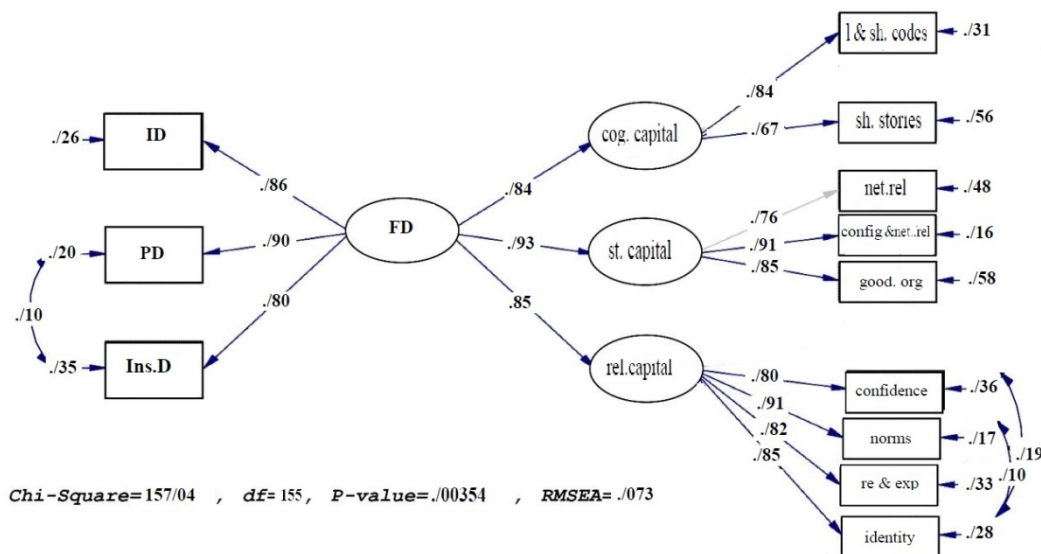 l & sh. codes
./31
./84
./26
ID
cog. capital
./67
sh. stories
./56
./86
./84
net.rel
./48
./76
FD
./20
PD
./90
./93
st. capital
./91
config &net..rel
./16
./85
good. org
./58
./80
.85
./10
./35
Ins.D
rel.capital
./80
confidence
./36
./91
norms
./17
./19
./82
./10
./85
re & exp
./33
identity
./28
Chi-Square=157/04 , df=155, P-value=./00354 , RMSEA=./073